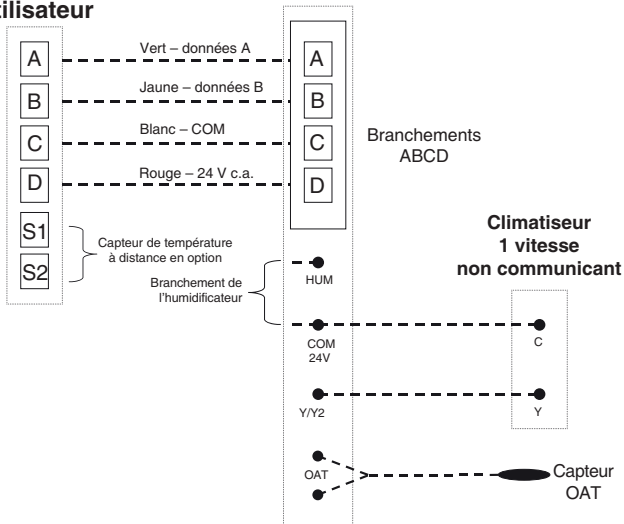 tilisateur
A
Vert – données A
A
B
Jaune – données B
B
C
Blanc – COM
C
D
Rouge – 24 V c.a.
D
Branchements
ABCD
S1
S2
Capteur de température
à distance en option
Branchement de
l'humidificateur
HUM
COM
24V
Y/Y2
OAT
Climatiseur
1 vitesse
non communicant
C
Y
Capteur
OAT